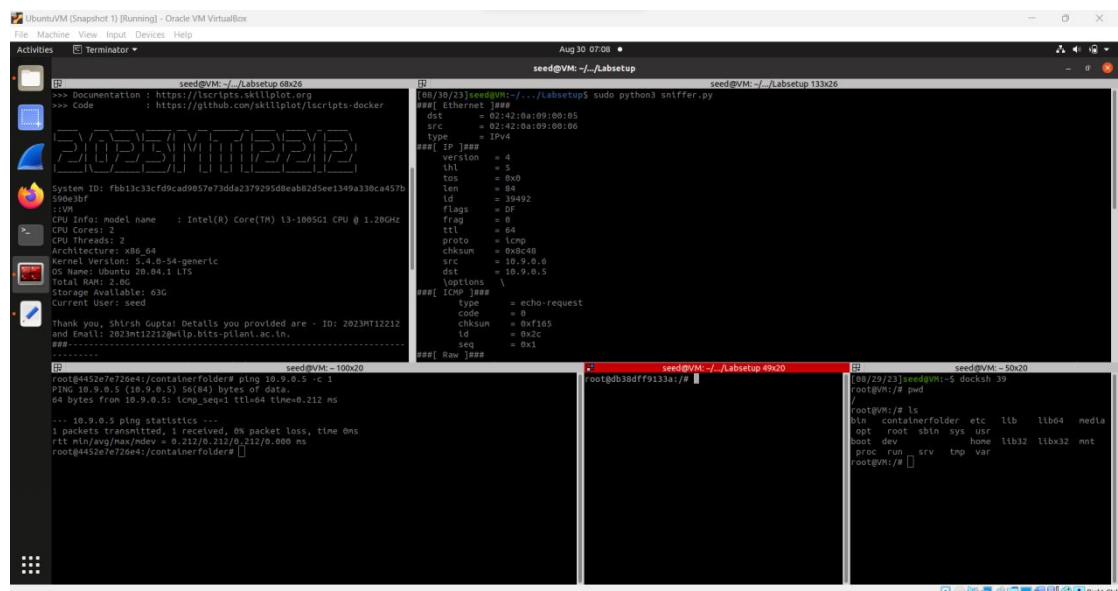 UbuntuVM (Snapshot 1) [Running] - Oracle VM VirtualBox
File Machine View Input Devices Help
Activities Terminator Aug 30 07:08
seed@VM: ~/.../Labsetup
seed@VM: ~/.../Labsetup 68x26
>>> Documentation : https://lscripts.skillplot.org
>>> Code : https://github.com/skillplot/lscripts-docker
2023MT12212
System ID: fbb13c33cfd9cad9057e73dda2379295d8eab82d5ee1349a330ca457b
590e3bf
::VM
CPU Info: model name : Intel(R) Core(TM) i3-1005G1 CPU @ 1.20GHz
CPU Cores: 2
CPU Threads: 2
Architecture: x86_64
Kernel Version: 5.4.0-54-generic
OS Name: Ubuntu 20.04.1 LTS
Total RAM: 2.0G
Storage Available: 63G
Current User: seed
Thank you, Shirsh Gupta! Details you provided are - ID: 2023MT12212
and Email: 2023mt12212@wilp.bits-pilani.ac.in.
###-----------------------------------------------------------------
---------
seed@VM: ~/.../Labsetup 133x26
[08/30/23]seed@VM:~/.../Labsetup$ sudo python3 sniffer.py
###[ Ethernet ]###
dst = 02:42:0a:09:00:05
src = 02:42:0a:09:00:06
type = IPv4
###[ IP ]###
version = 4
ihl = 5
tos = 0x0
len = 84
id = 39492
flags = DF
frag = 0
ttl = 64
proto = icmp
chksum = 0x8c48
src = 10.9.0.6
dst = 10.9.0.5
\options \
###[ ICMP ]###
type = echo-request
code = 0
chksum = 0xf165
id = 0x2c
seq = 0x1
###[ Raw ]###
seed@VM: ~ 100x20
root@4452e7e726e4:/containerfolder# ping 10.9.0.5 -c 1
PING 10.9.0.5 (10.9.0.5) 56(84) bytes of data.
64 bytes from 10.9.0.5: icmp_seq=1 ttl=64 time=0.212 ms
--- 10.9.0.5 ping statistics ---
1 packets transmitted, 1 received, 0% packet loss, time 0ms
rtt min/avg/max/mdev = 0.212/0.212/0.212/0.000 ms
root@4452e7e726e4:/containerfolder#
seed@VM: ~/.../Labsetup 49x20
root@db38dff9133a:/#
seed@VM: ~ 50x20
[08/29/23]seed@VM:~$ docksh 39
root@VM:/# pwd
/
root@VM:/# ls
bin containerfolder etc lib lib64 media
opt root sbin sys usr
boot dev home lib32 libx32 mnt
proc run srv tmp var
root@VM:/#